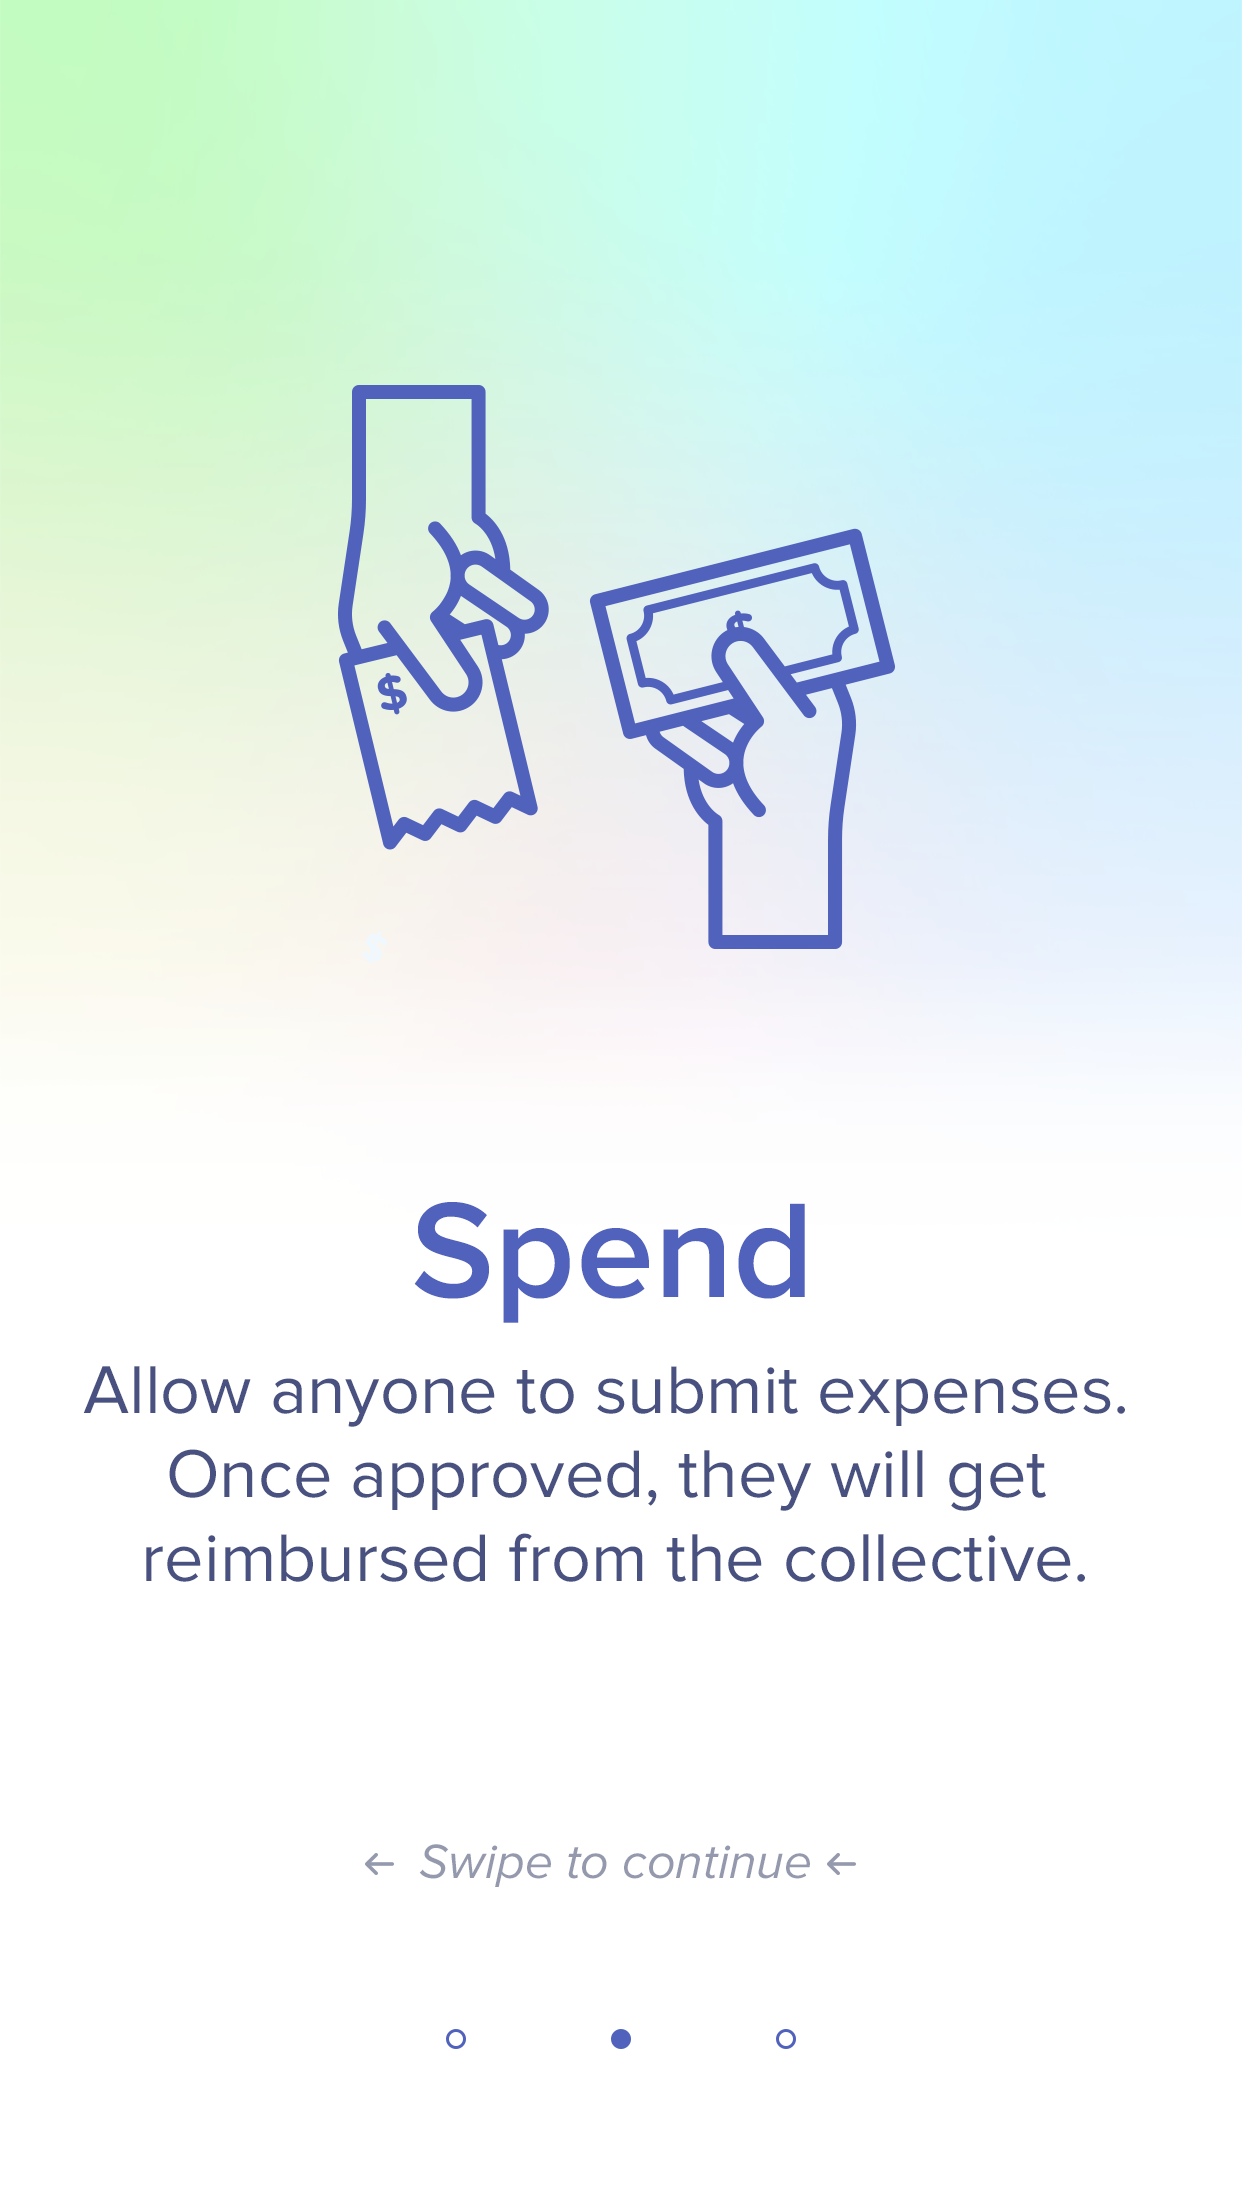 $
$
Spend
Allow anyone to submit expenses.
Once approved, they will get
reimbursed from the collective.
← Swipe to continue ←